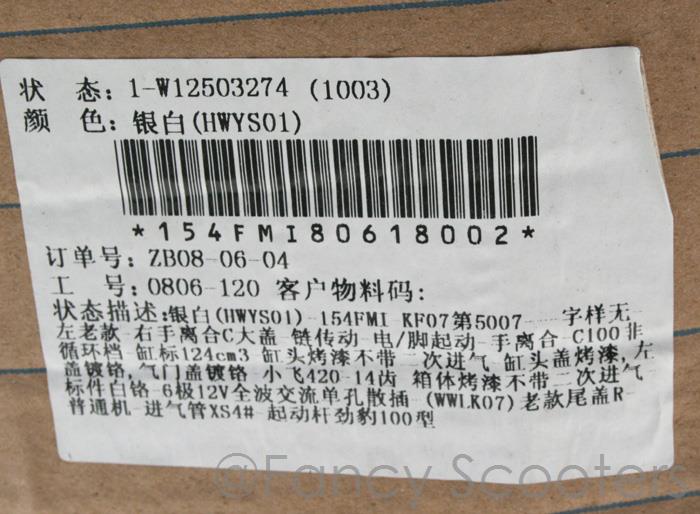 状 态: 1-W12503274 (1003)
颜 色: 银白(HWYS01)
*154FMI80618002*
订单号: ZB08-06-04
工 号: 0806-120 客户物料码:
状态描述:银白(HWYS01) 154FMI KF07第5007 字样无
左老款 右手离合C大盖 链传动 电/脚起动 手离合 C100非
循环档 缸标124cm3 缸头烤漆不带二次进气 缸头盖烤漆,左
盖镀铬,气门盖镀铬 小飞420-14齿 箱体烤漆不带二次进气
标件白铬 6极12V全波交流单孔散插 (WWLK07)老款尾盖R
普通机 进气管XS4# 起动杆劲豹100型
@Fancy Scooters